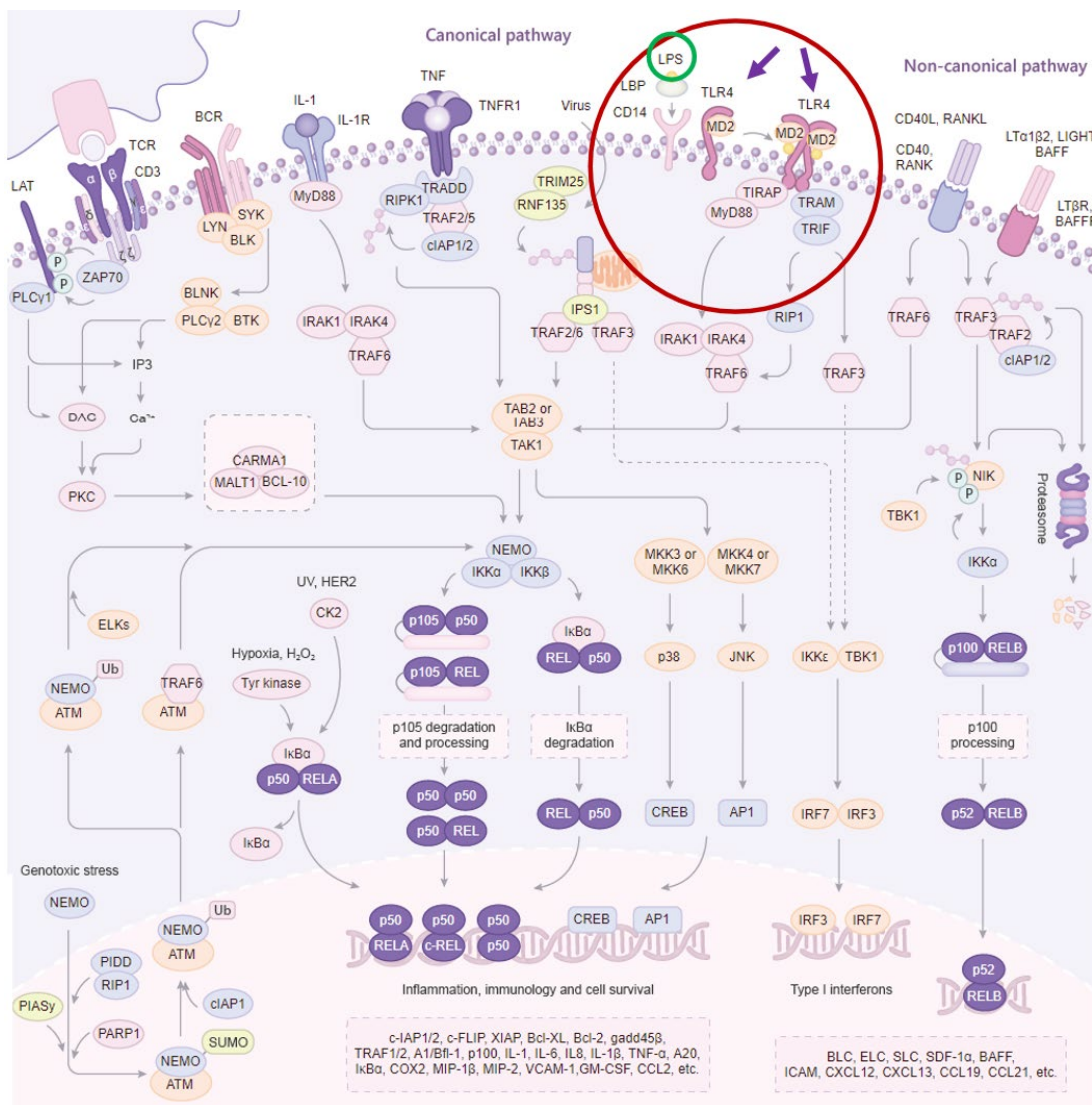 Canonical pathway
Non-canonical pathway
LPS
LBP
CD14
TLR4
MD2
TLR4
MD2
MD2
TIRAP
MyD88
TRAM
TRIF
TNF
TNFR1
IL-1
IL-1R
MyD88
Virus
BCR
TCR
CD3
LAT
α
β
δ
ε
ζ
ζ
P
P
ZAP70
PLCγ1
LYN
SYK
BLK
BLNK
PLCγ2
BTK
IP3
Ca²⁺
DAG
PKC
TRADD
RIPK1
TRAF2/5
cIAP1/2
TRIM25
RNF135
IPS1
TRAF2/6
TRAF3
IRAK1
IRAK4
TRAF6
IRAK1
IRAK4
TRAF6
RIP1
TRAF3
CD40L, RANKL
CD40,
RANK
LTα1β2, LIGHT
BAFF
LTβR,
BAFFF
TRAF6
TRAF3
TRAF2
cIAP1/2
CARMA1
MALT1
BCL-10
TAB2 or
TAB3
TAK1
P
P
NIK
TBK1
Proteasome
IKKα
NEMO
IKKα
IKKβ
MKK3 or
MKK6
MKK4 or
MKK7
UV, HER2
CK2
Hypoxia, H₂O₂
Tyr kinase
ELKs
Ub
NEMO
ATM
TRAF6
ATM
p105
p50
p105
REL
IκBα
REL
p50
p38
JNK
IKKε
TBK1
p100
RELB
p105 degradation
and processing
IκBα
degradation
p100
processing
IκBα
p50
RELA
IκBα
p50
p50
p50
REL
REL
p50
CREB
AP1
IRF7
IRF3
p52
RELB
Genotoxic stress
NEMO
Ub
NEMO
ATM
PIDD
RIP1
cIAP1
PIASy
PARP1
SUMO
NEMO
ATM
p50
RELA
p50
c-REL
p50
p50
CREB
AP1
IRF3
IRF7
p52
RELB
Inflammation, immunology and cell survival
Type I interferons
c-IAP1/2, c-FLIP, XIAP, Bcl-XL, Bcl-2, gadd45β,
TRAF1/2, A1/Bfl-1, p100, IL-1, IL-6, IL8, IL-1β, TNF-α, A20,
IκBα, COX2, MIP-1β, MIP-2, VCAM-1,GM-CSF, CCL2, etc.
BLC, ELC, SLC, SDF-1α, BAFF,
ICAM, CXCL12, CXCL13, CCL19, CCL21, etc.